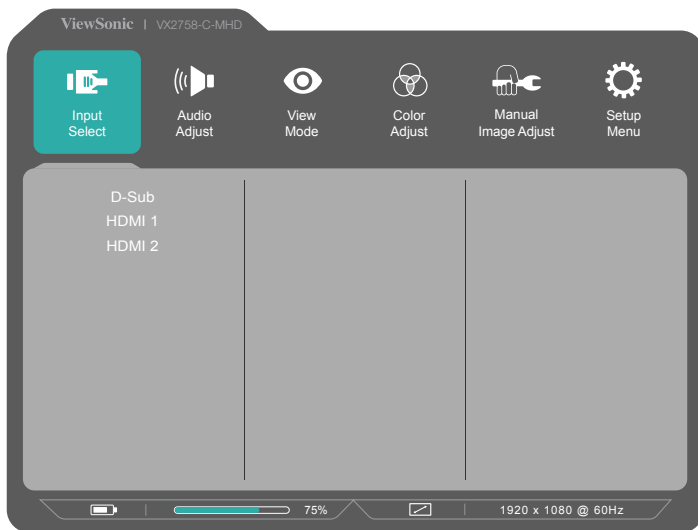 ViewSonic | VX2758-C-MHD
Input
Select
Audio
Adjust
View
Mode
Color
Adjust
Manual
Image Adjust
Setup
Menu
D-Sub
HDMI 1
HDMI 2
75%
1920 x 1080 @ 60Hz